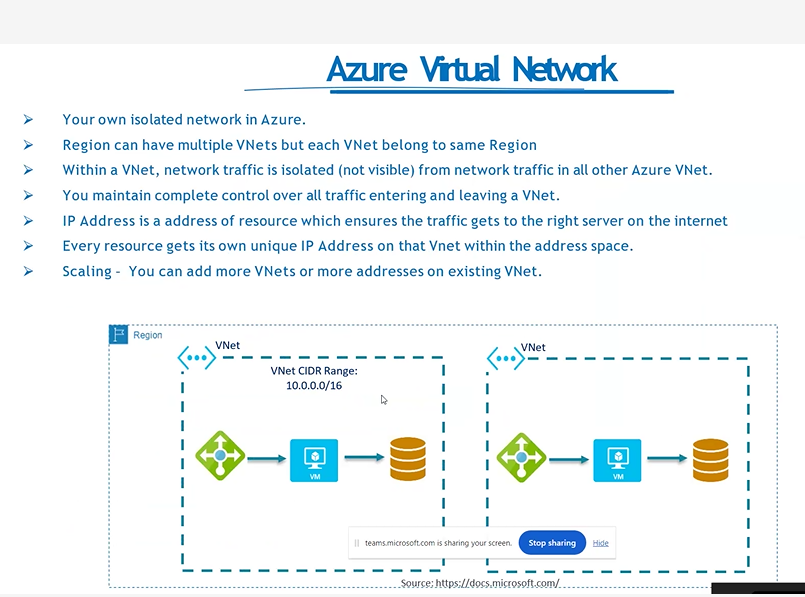 Azure Virtual Network
Your own isolated network in Azure.
Region can have multiple VNets but each VNet belong to same Region
Within a VNet, network traffic is isolated (not visible) from network traffic in all other Azure VNet.
You maintain complete control over all traffic entering and leaving a VNet.
IP Address is a address of resource which ensures the traffic gets to the right server on the internet
Every resource gets its own unique IP Address on that Vnet within the address space.
Scaling – You can add more VNets or more addresses on existing VNet.
Region
VNet
VNet
VNet CIDR Range:
10.0.0.0/16
VM
VM
teams.microsoft.com is sharing your screen.
Stop sharing
Hide
Source: https://docs.microsoft.com/